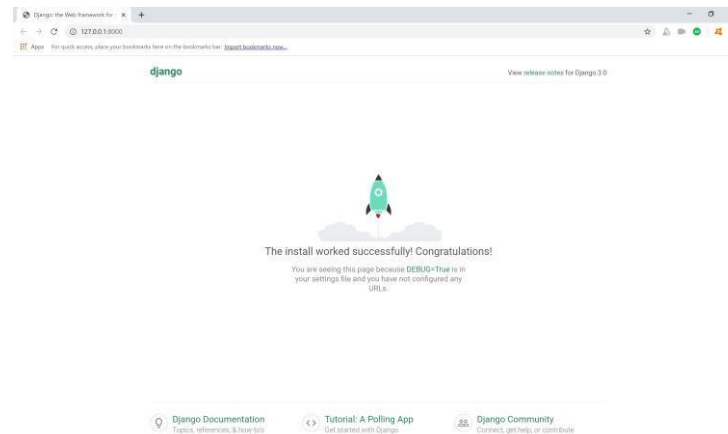 Django: the Web framework for
127.0.0.1:8000
Apps For quick access, place your bookmarks here on the bookmarks bar. Import bookmarks now...
django
View release notes for Django 3.0
The install worked successfully! Congratulations!
You are seeing this page because DEBUG=True is in
your settings file and you have not configured any
URLs.
Django Documentation
Topics, references, & how-to's
Tutorial: A Polling App
Get started with Django
Django Community
Connect, get help, or contribute